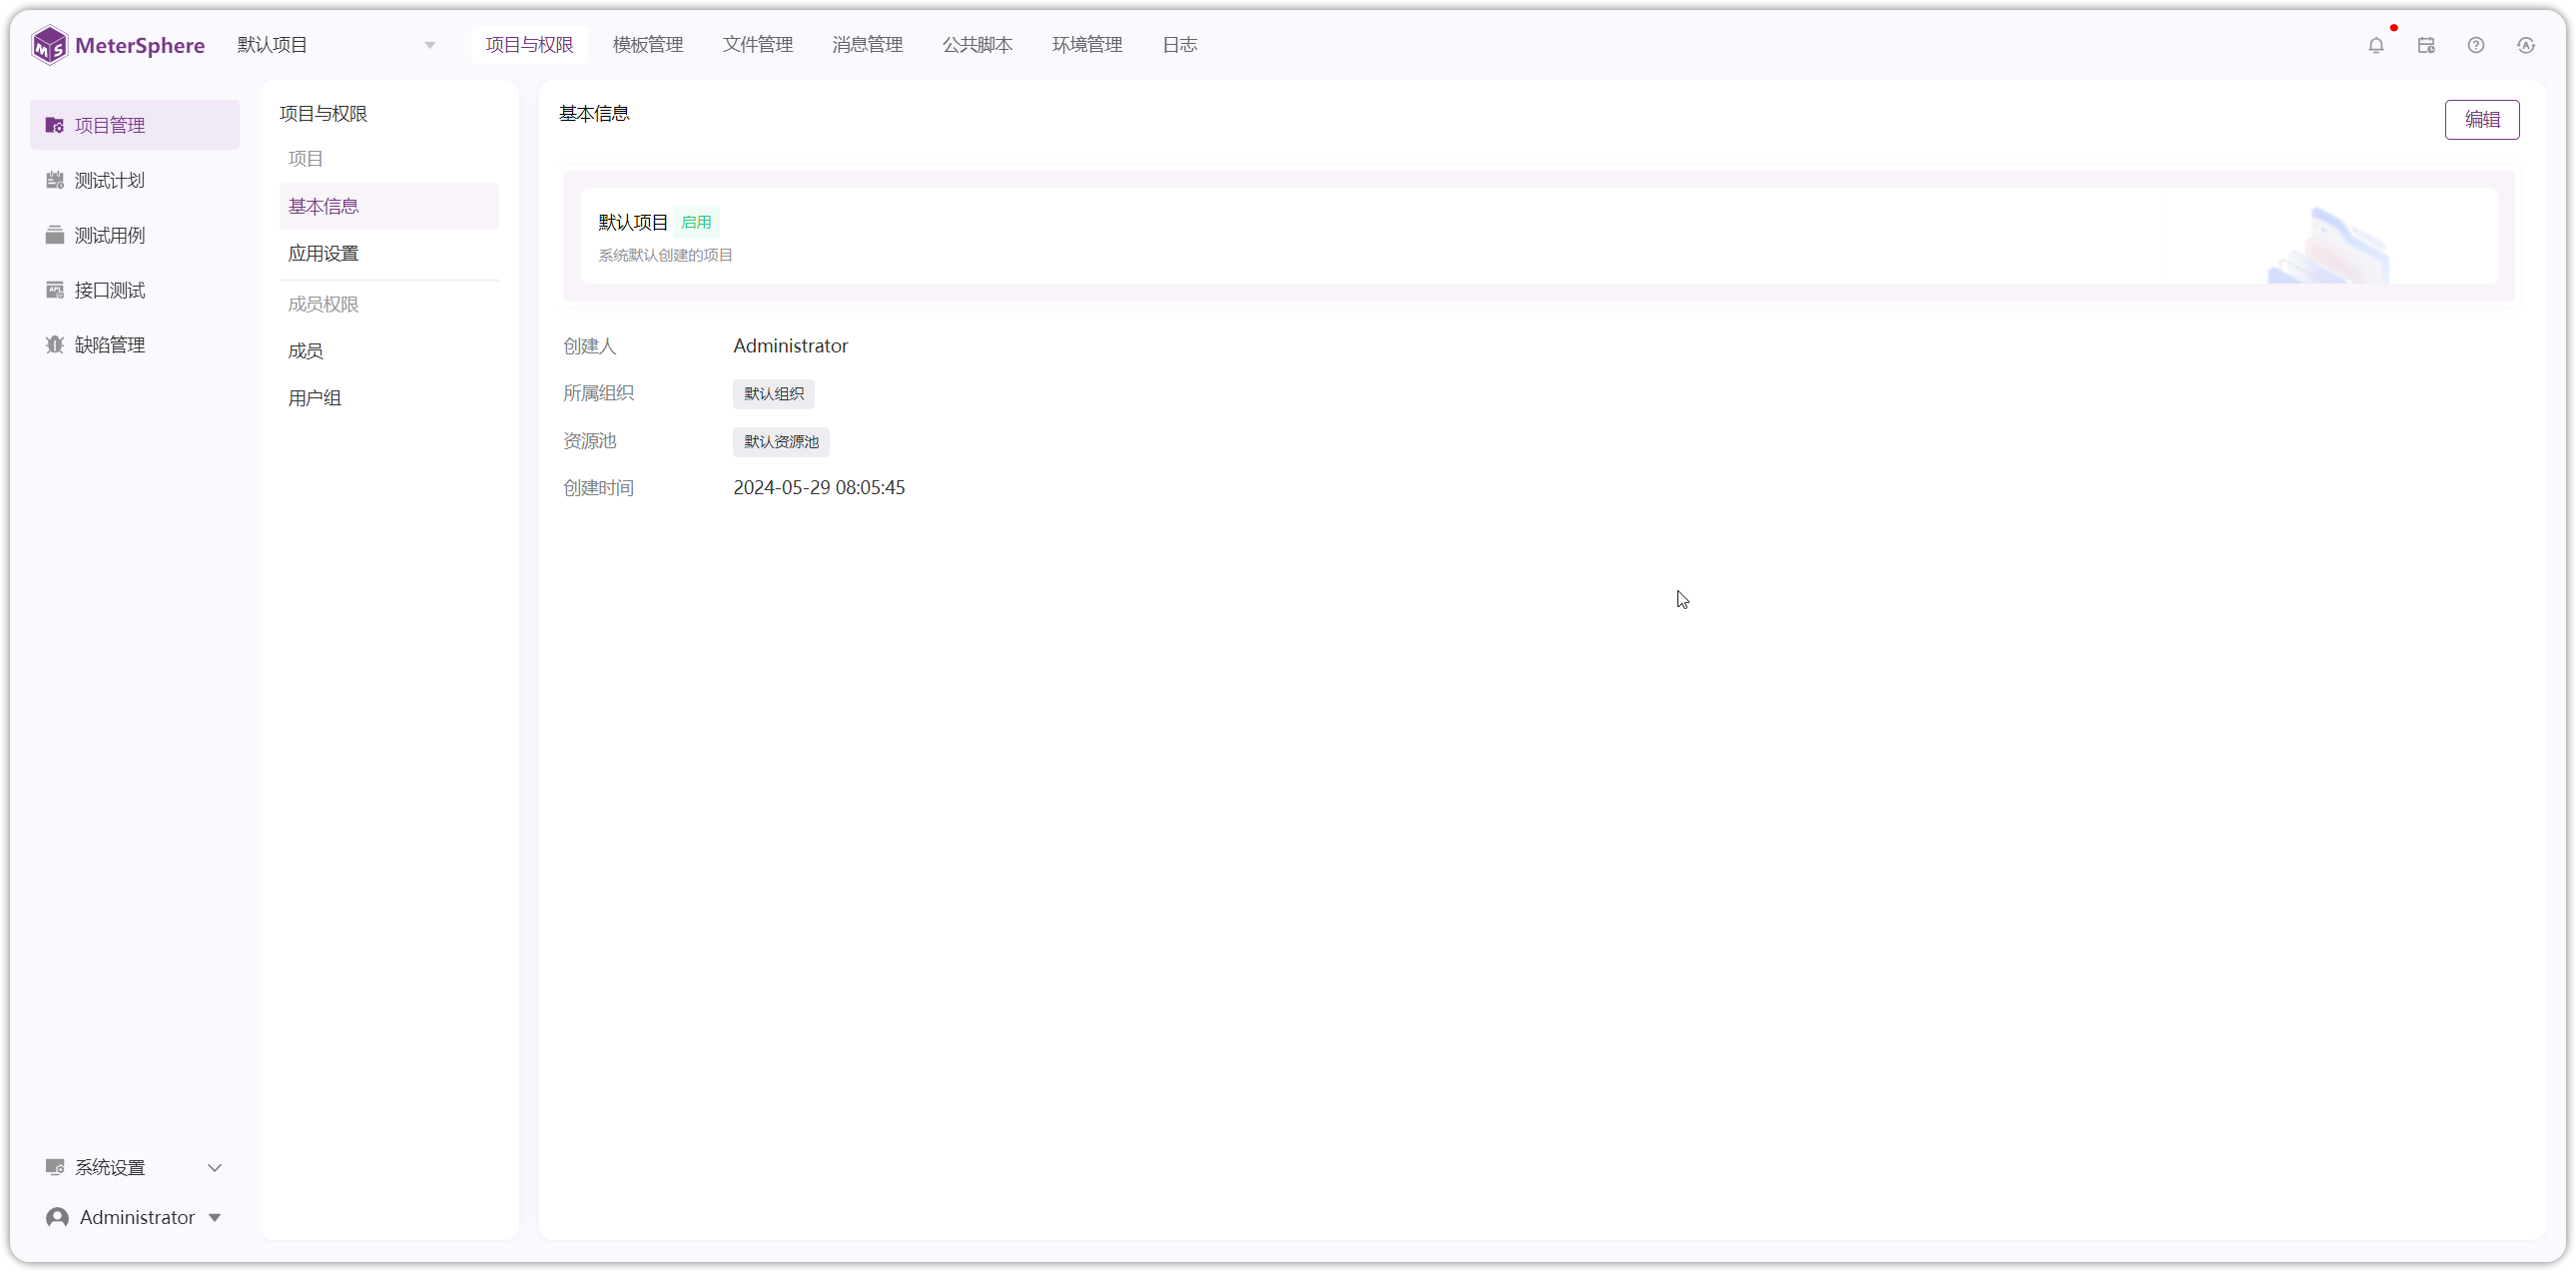 MeterSphere
默认项目
项目与权限
模板管理
文件管理
消息管理
公共脚本
环境管理
日志
项目管理
测试计划
测试用例
接口测试
缺陷管理
系统设置
Administrator
项目与权限
项目
基本信息
应用设置
成员权限
成员
用户组
基本信息
编辑
默认项目 启用
系统默认创建的项目
创建人 Administrator
所属组织 默认组织
资源池 默认资源池
创建时间 2024-05-29 08:05:45